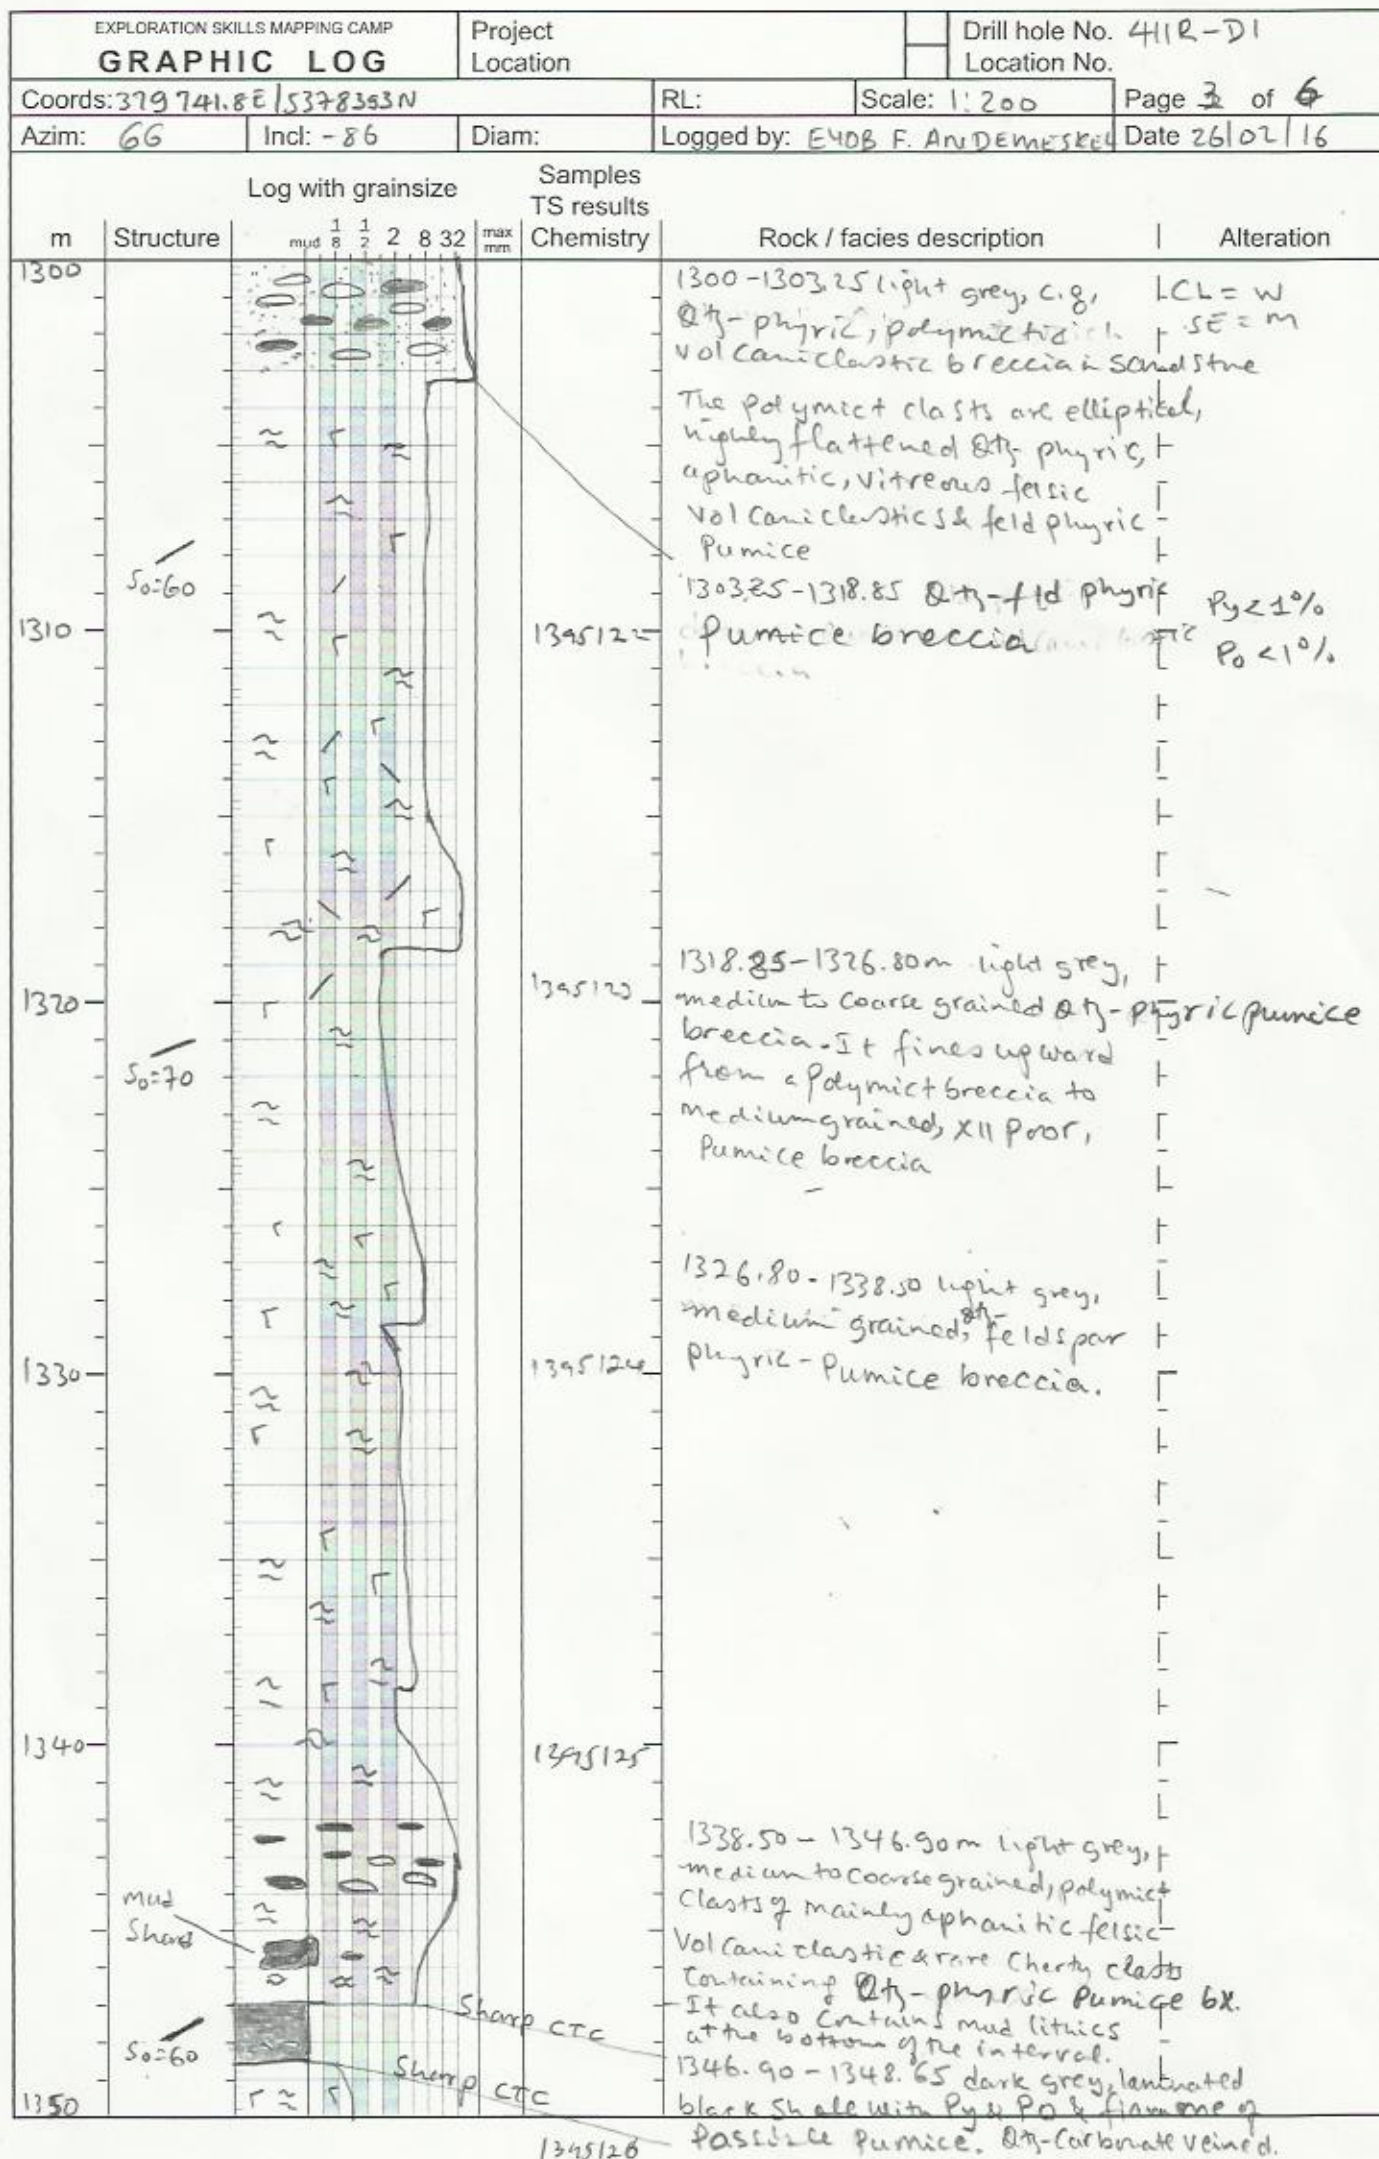 EXPLORATION SKILLS MAPPING CAMP
GRAPHIC LOG
Project
Location
Drill hole No. 411R-D1
Location No.
Coords: 379741.8E/5378393N
RL:
Scale: 1:200
Page 3 of 6
Azim: 66
Incl: -86
Diam:
Logged by: EYOB F. ANDEMESKEL
Date 26/02/16
m
Structure
Log with grainsize
mud 1/8 1/2 2 8 32
max mm
Samples
TS results
Chemistry
Rock / facies description
Alteration
1300
1300-1303.25 light grey, c.g,
Qtz-phyric, polymictic
volcaniclastic breccia in sandstne
The polymict clasts are elliptical,
highly flattened Qtz-phyric,
aphanitic, vitreous felsic
volcaniclastics & feld phyric
Pumice
CL = W
SE = m
1303.25-1318.85 Qtz-fld phyric
Pumice breccia
Py<1%
Po<1%
S0=60
1310
1395122
1318.85-1326.80m light grey,
medium to coarse grained Qtz-phyric pumice
breccia. It fines upward
from a polymict breccia to
medium grained, xll poor,
Pumice breccia
1320
1395123
S0=70
1326.80-1338.50 light grey,
medium grained, qtz-feldspar
phyric-Pumice breccia.
1330
1395124
1340
1395125
1338.50-1346.90m light grey,
medium to coarse grained, polymict
clasts of mainly aphanitic felsic
volcaniclastic & rare cherty clasts
containing Qtz-phyric Pumice bx.
It also contains mud lithics
at the bottom of the interval.
mud
Shard
Sharp CTC
S0=60
1346.90-1348.65 dark grey, laminated
black shale with Py & Po & fiamme of
Possible Pumice. Qtz-Carbonate veined.
Sharp CTC
1350
1395126